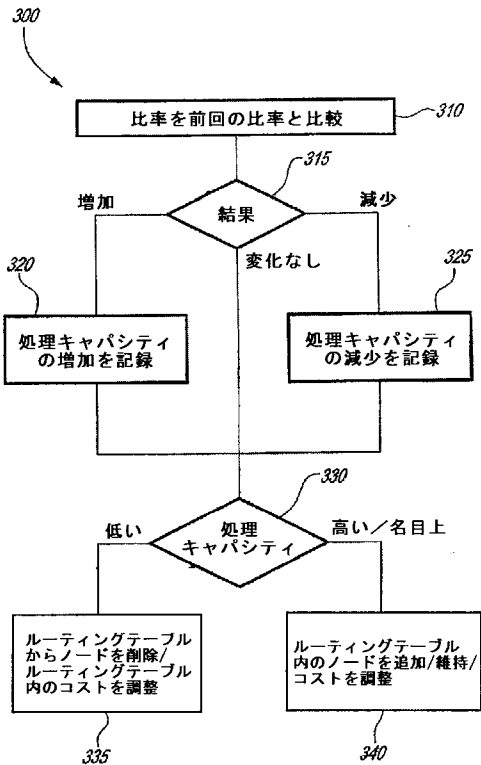 300
比率を前回の比率と比較
310
315
増加
結果
減少
変化なし
320
325
処理キャパシティ
の増加を記録
処理キャパシティ
の減少を記録
330
低い
処理
キャパシティ
高い／名目上
ルーティングテーブル
からノードを削除/
ルーティングテーブル
内のコストを調整
ルーティングテーブル
内のノードを追加/維持/
コストを調整
335
340